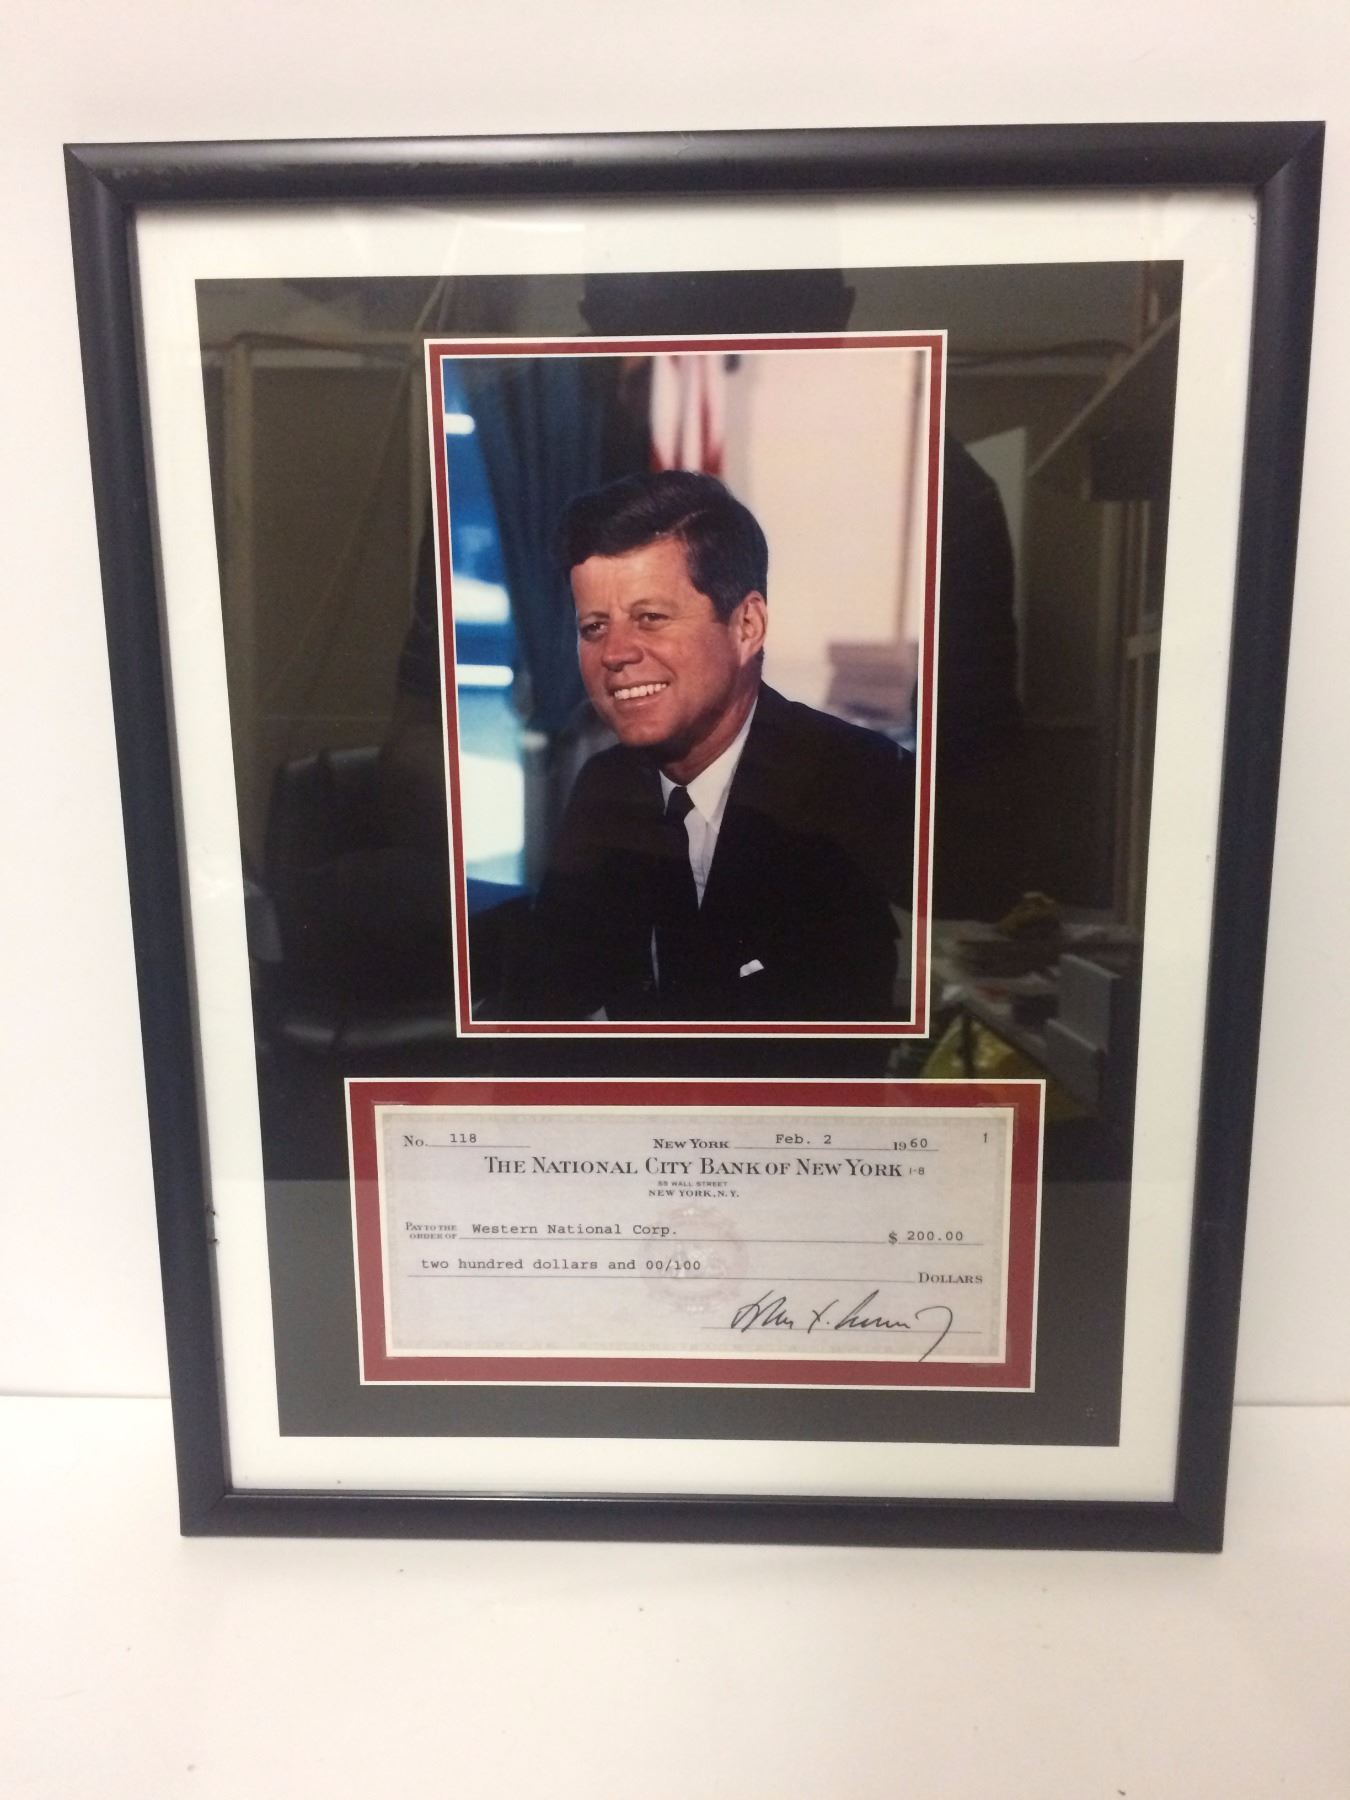 No. 118 NEW YORK Feb. 2 1960 1
THE NATIONAL CITY BANK OF NEW YORK 1-8
55 WALL STREET
NEW YORK, N.Y.
PAY TO THE ORDER OF Western National Corp. $ 200.00
two hundred dollars and 00/100 DOLLARS